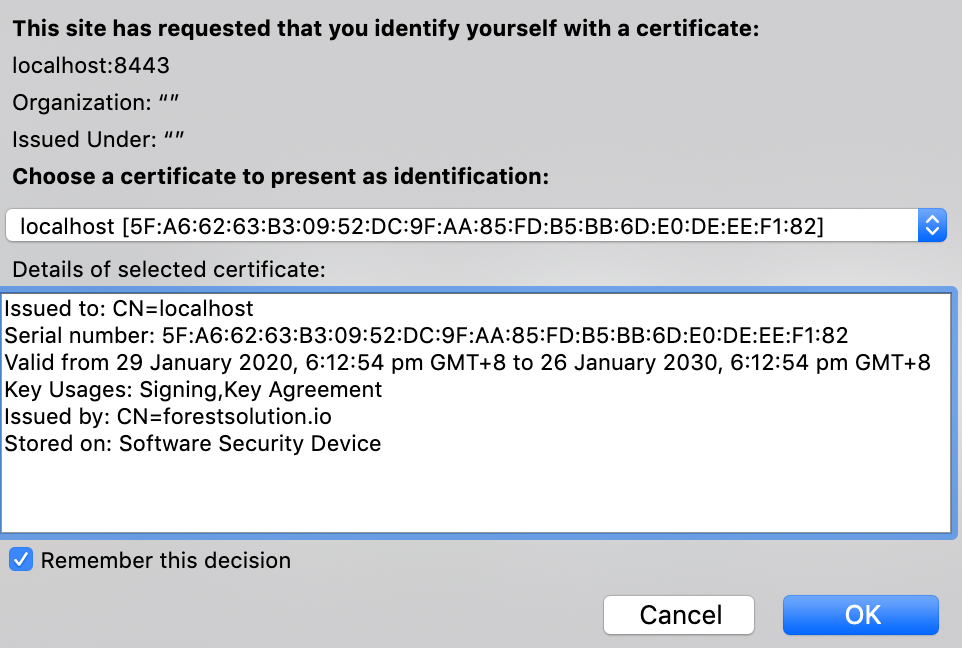 This site has requested that you identify yourself with a certificate:
localhost:8443
Organization: “”
Issued Under: “”
Choose a certificate to present as identification:
localhost [5F:A6:62:63:B3:09:52:DC:9F:AA:85:FD:B5:BB:6D:E0:DE:EE:F1:82]
Details of selected certificate:
Issued to: CN=localhost
Serial number: 5F:A6:62:63:B3:09:52:DC:9F:AA:85:FD:B5:BB:6D:E0:DE:EE:F1:82
Valid from 29 January 2020, 6:12:54 pm GMT+8 to 26 January 2030, 6:12:54 pm GMT+8
Key Usages: Signing,Key Agreement
Issued by: CN=forestsolution.io
Stored on: Software Security Device
Remember this decision
Cancel OK